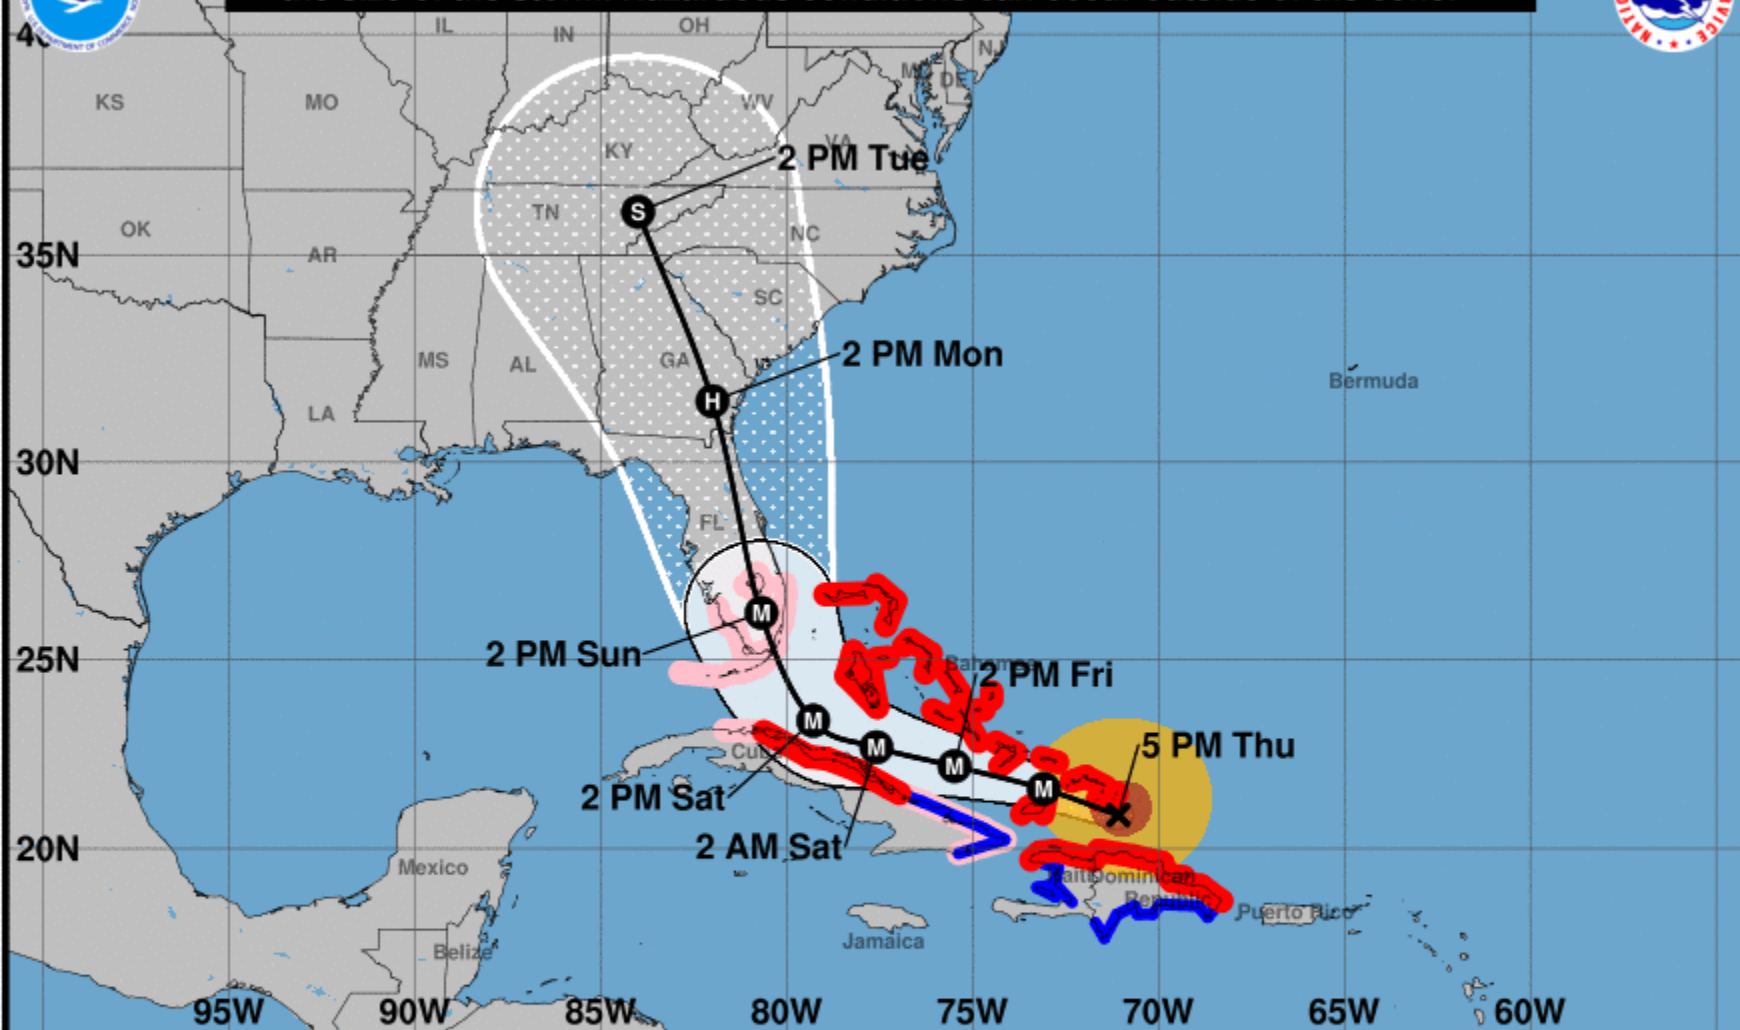 IL
IN
OH
NJ
KS
MO
WV
DE
VA
KY
2 PM Tue
TN
OK
NC
S
35N
AR
SC
2 PM Mon
MS
AL
GA
Bermuda
H
LA
30N
FL
M
2 PM Sun
25N
2 PM Fri
M
M
5 PM Thu
M
M
2 PM Sat
2 AM Sat
20N
Mexico
Dominican
Republic
Puerto Rico
Jamaica
Belize
95W
90W
85W
80W
75W
70W
65W
60W